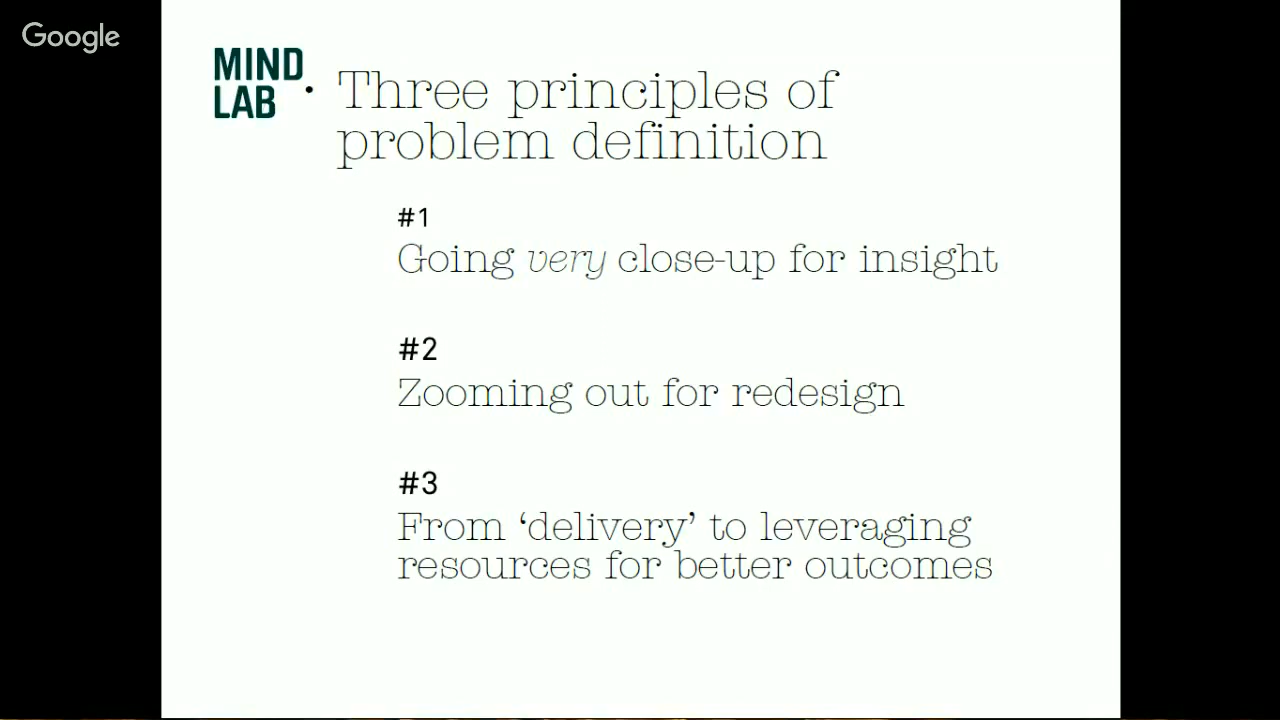 Google
MIND
LAB
Three principles of
problem definition
#1
Going very close-up for insight
#2
Zooming out for redesign
#3
From ‘delivery’ to leveraging
resources for better outcomes